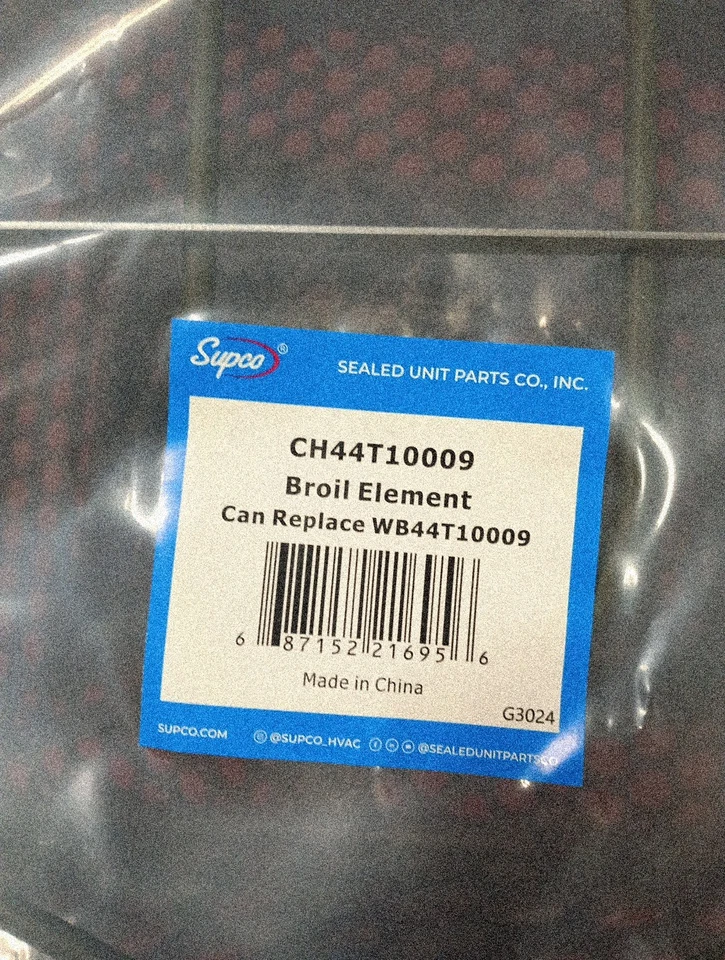 Supco®
SEALED UNIT PARTS CO., INC.
CH44T10009
Broil Element
Can Replace WB44T10009
6 87152 21695 6
Made in China
G3024
SUPCO.COM @SUPCO_HVAC @SEALEDUNITPARTSCO